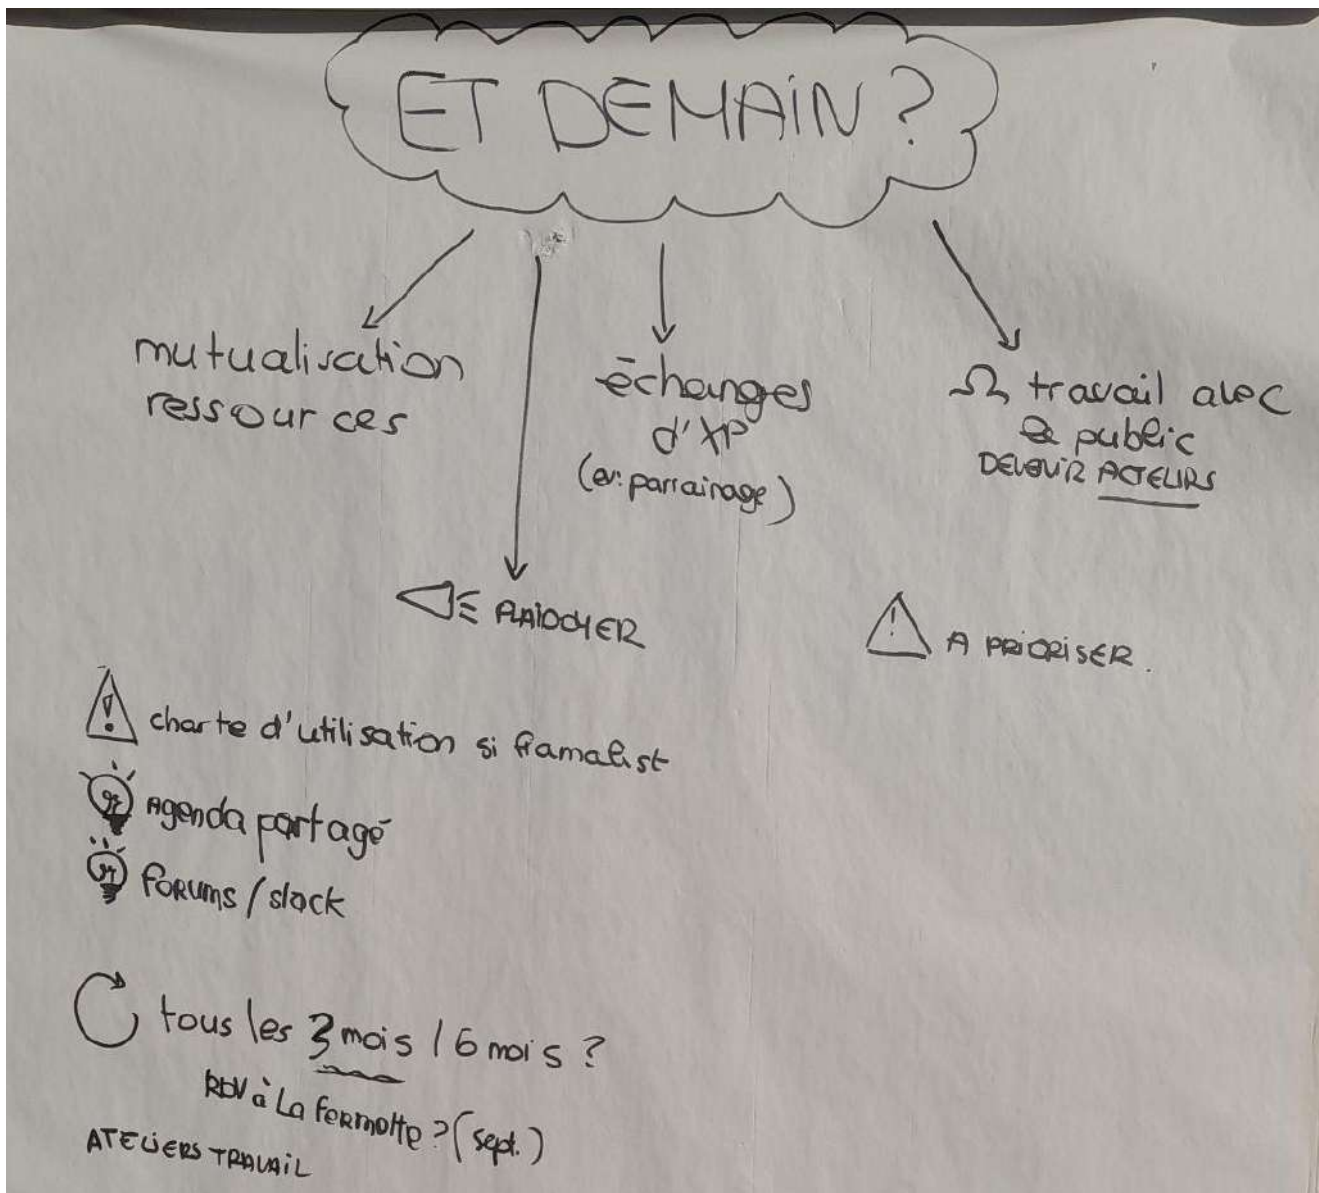 ET DEMAIN ?
mutualisation
ressources
échanges
d'XP
(ex: parrainage)
travail avec
le public
DEVENIR ACTEURS
PLAIDOYER
A PRIORISER.
charte d'utilisation si framalist
Agenda partagé
FORUMS / slack
tous les 3 mois / 6 mois ?
RDV à La Fermotte ? (sept.)
ATELIERS TRAVAIL